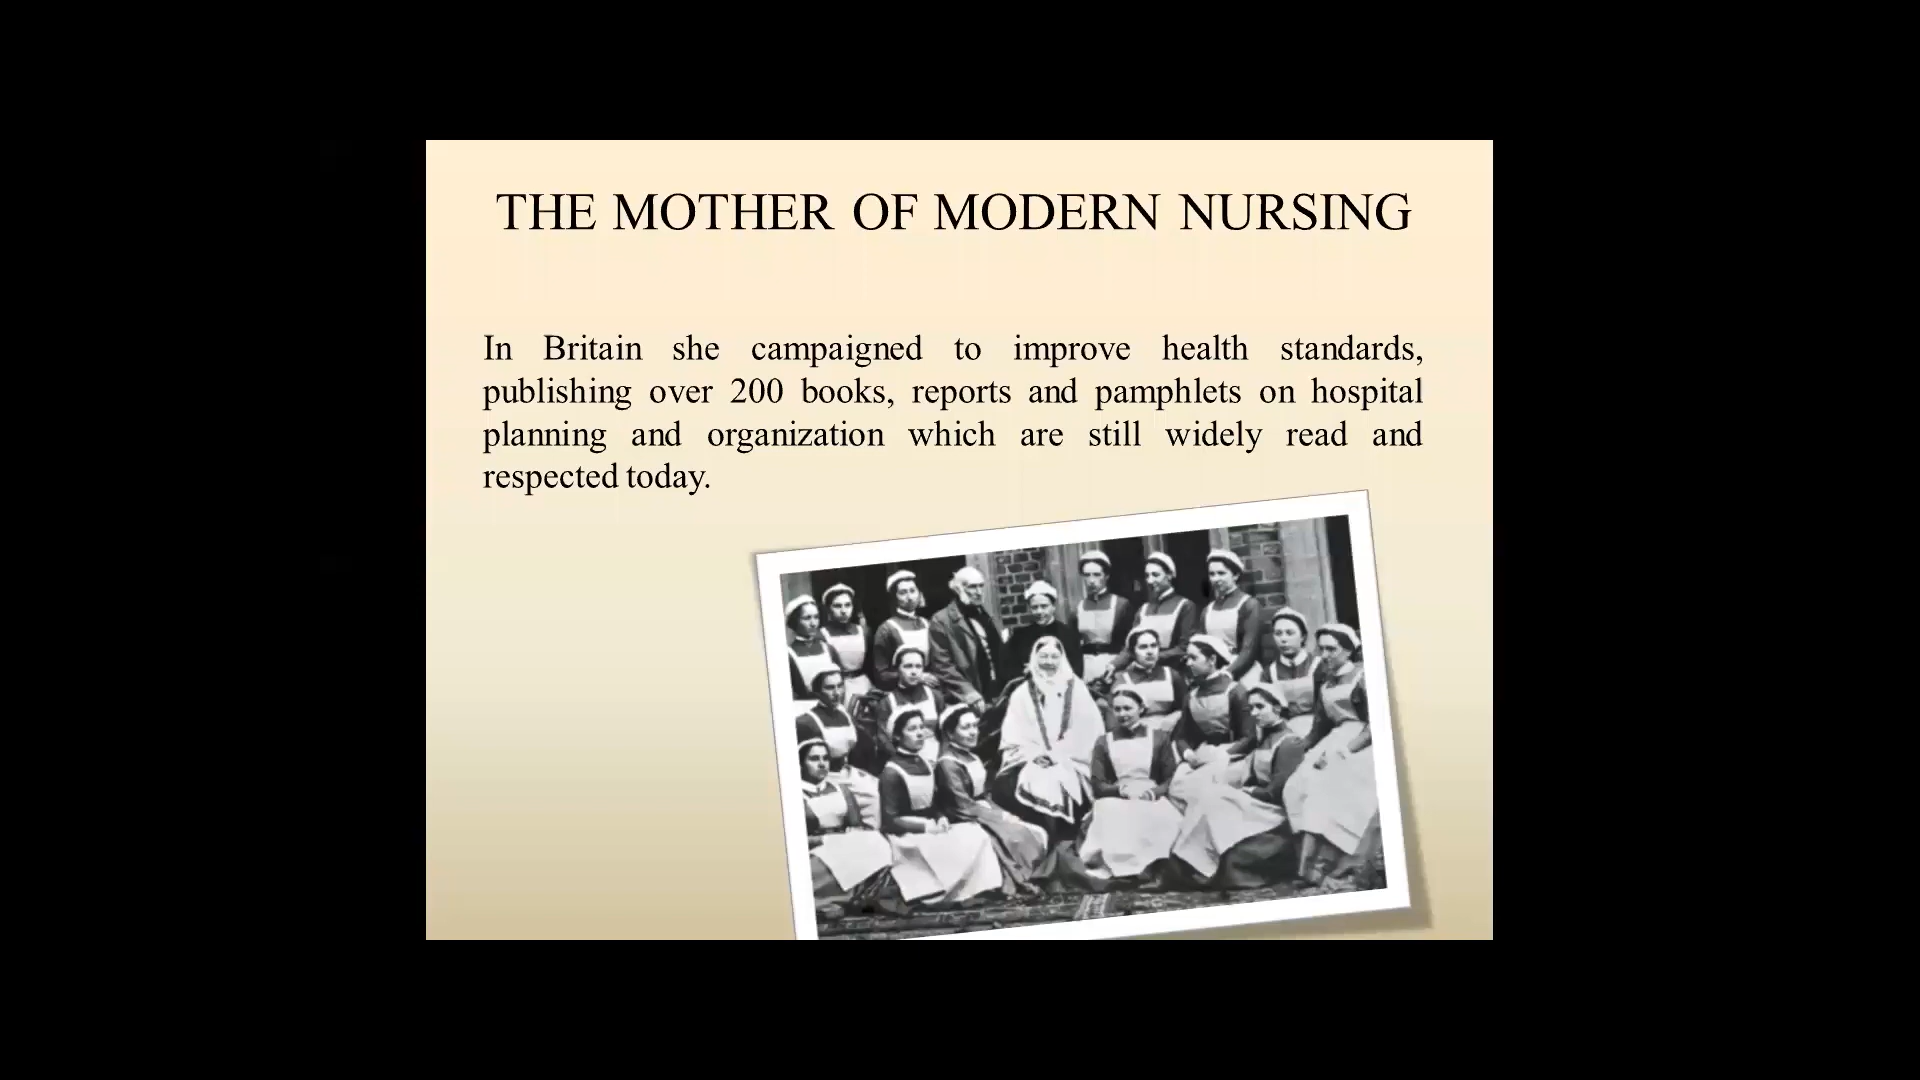 THE MOTHER OF MODERN NURSING
In Britain she campaigned to improve health standards,
publishing over 200 books, reports and pamphlets on hospital
planning and organization which are still widely read and
respected today.